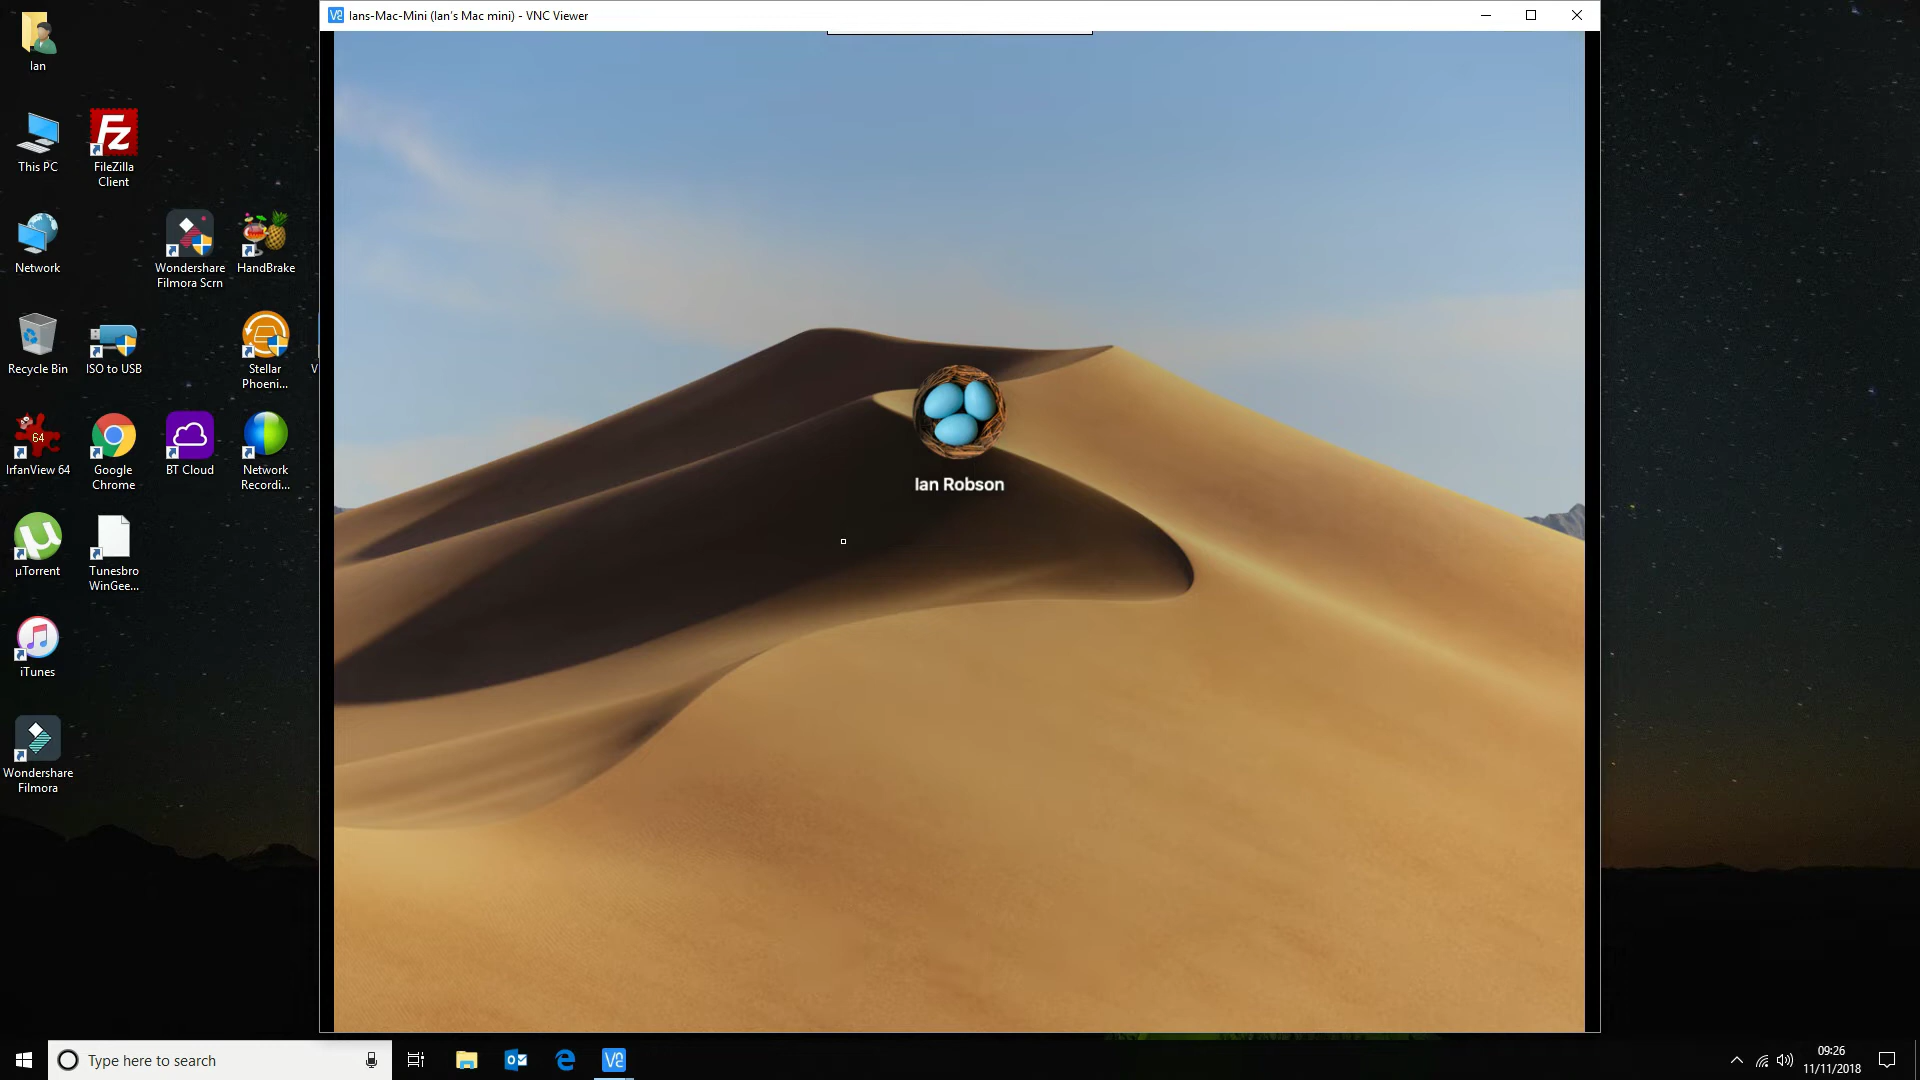 Ians-Mac-Mini (Ian's Mac mini) - VNC Viewer
Ian
This PC
FileZilla
Client
Network
Wondershare
Filmora Scrn
HandBrake
Recycle Bin
ISO to USB
Stellar
Phoeni...
V
64
IrfanView 64
Google
Chrome
BT Cloud
Network
Recordi...
Ian Robson
µTorrent
Tunesbro
WinGee...
iTunes
Wondershare
Filmora
Type here to search
09:26
11/11/2018